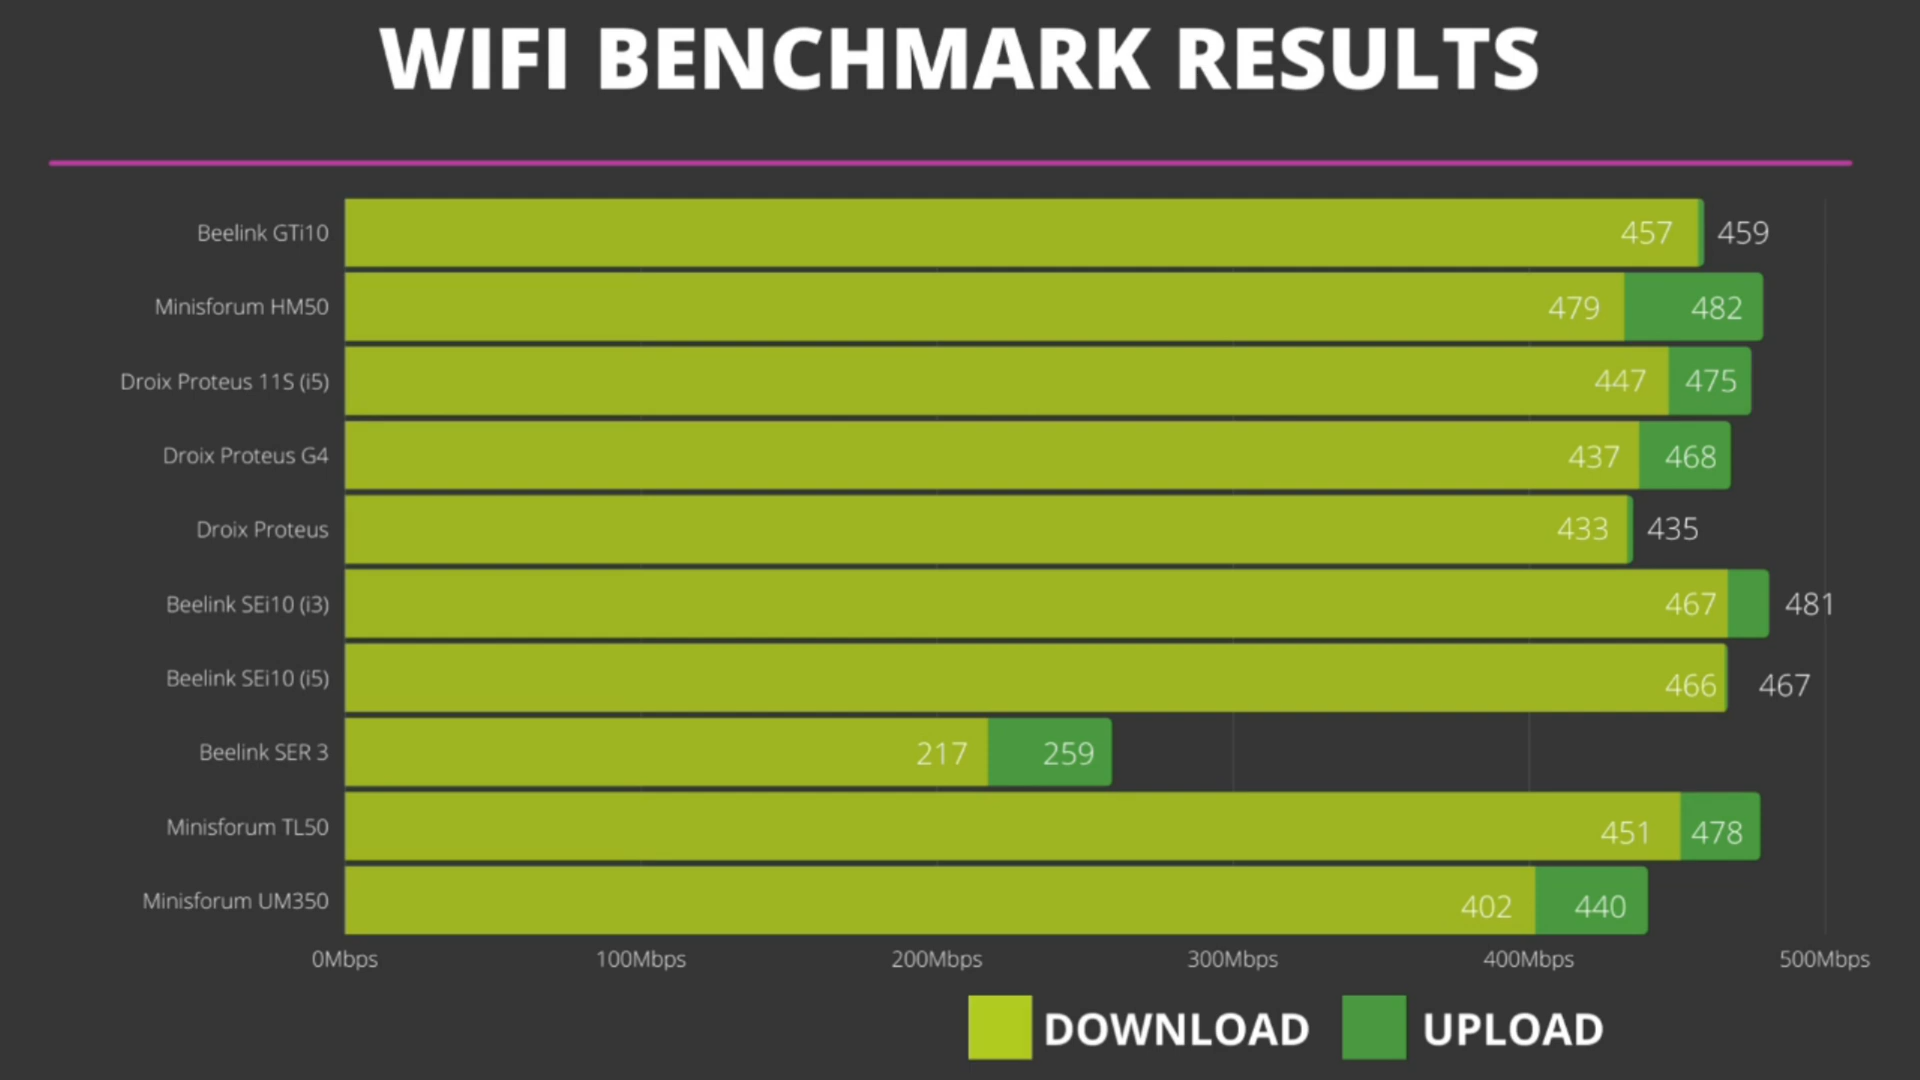 WIFI BENCHMARK RESULTS
Beelink GTi10 457 459
Minisforum HM50 479 482
Droix Proteus 11S (i5) 447 475
Droix Proteus G4 437 468
Droix Proteus 433 435
Beelink SEi10 (i3) 467 481
Beelink SEi10 (i5) 466 467
Beelink SER 3 217 259
Minisforum TL50 451 478
Minisforum UM350 402 440
0Mbps 100Mbps 200Mbps 300Mbps 400Mbps 500Mbps
DOWNLOAD UPLOAD